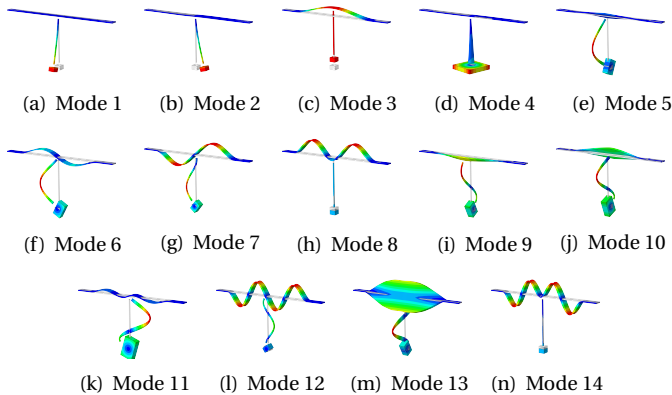 (a) Mode 1 (b) Mode 2 (c) Mode 3 (d) Mode 4 (e) Mode 5
(f) Mode 6 (g) Mode 7 (h) Mode 8 (i) Mode 9 (j) Mode 10
(k) Mode 11 (l) Mode 12 (m) Mode 13 (n) Mode 14